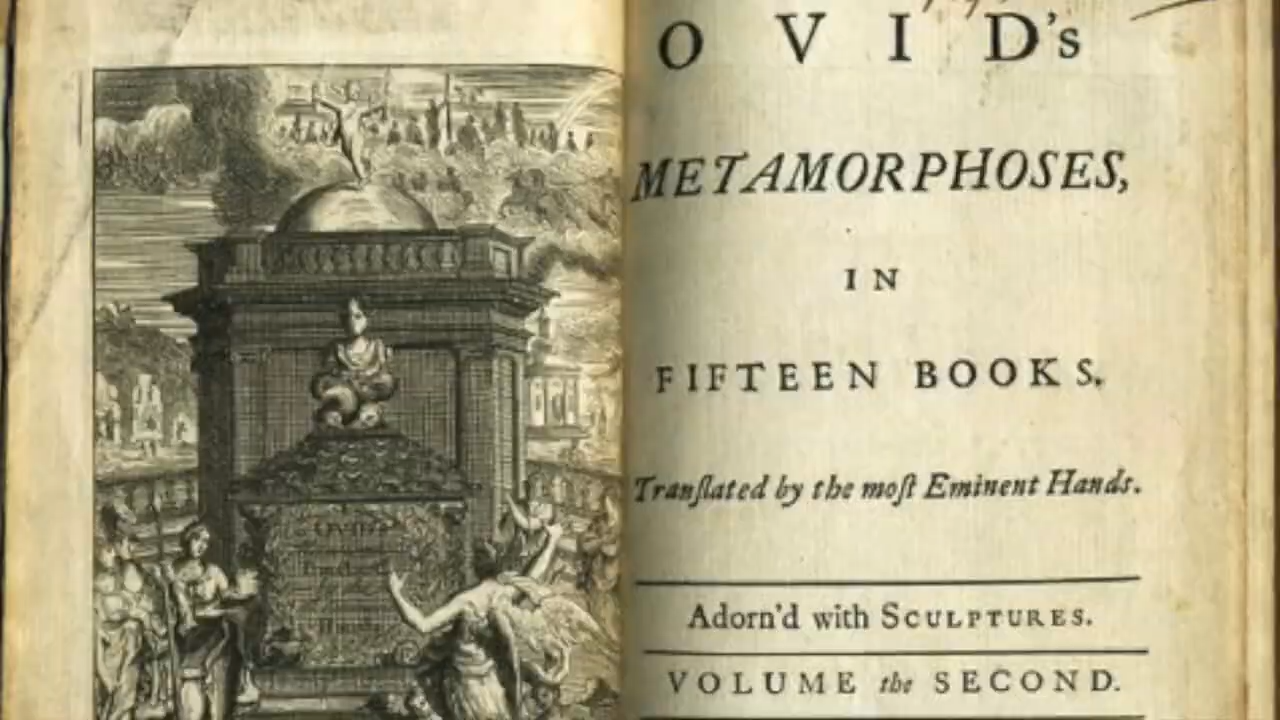 OVID's
METAMORPHOSES,
IN
FIFTEEN BOOKS.
Tranſlated by the moſt Eminent Hands.
Adorn'd with SCULPTURES.
VOLUME the SECOND.